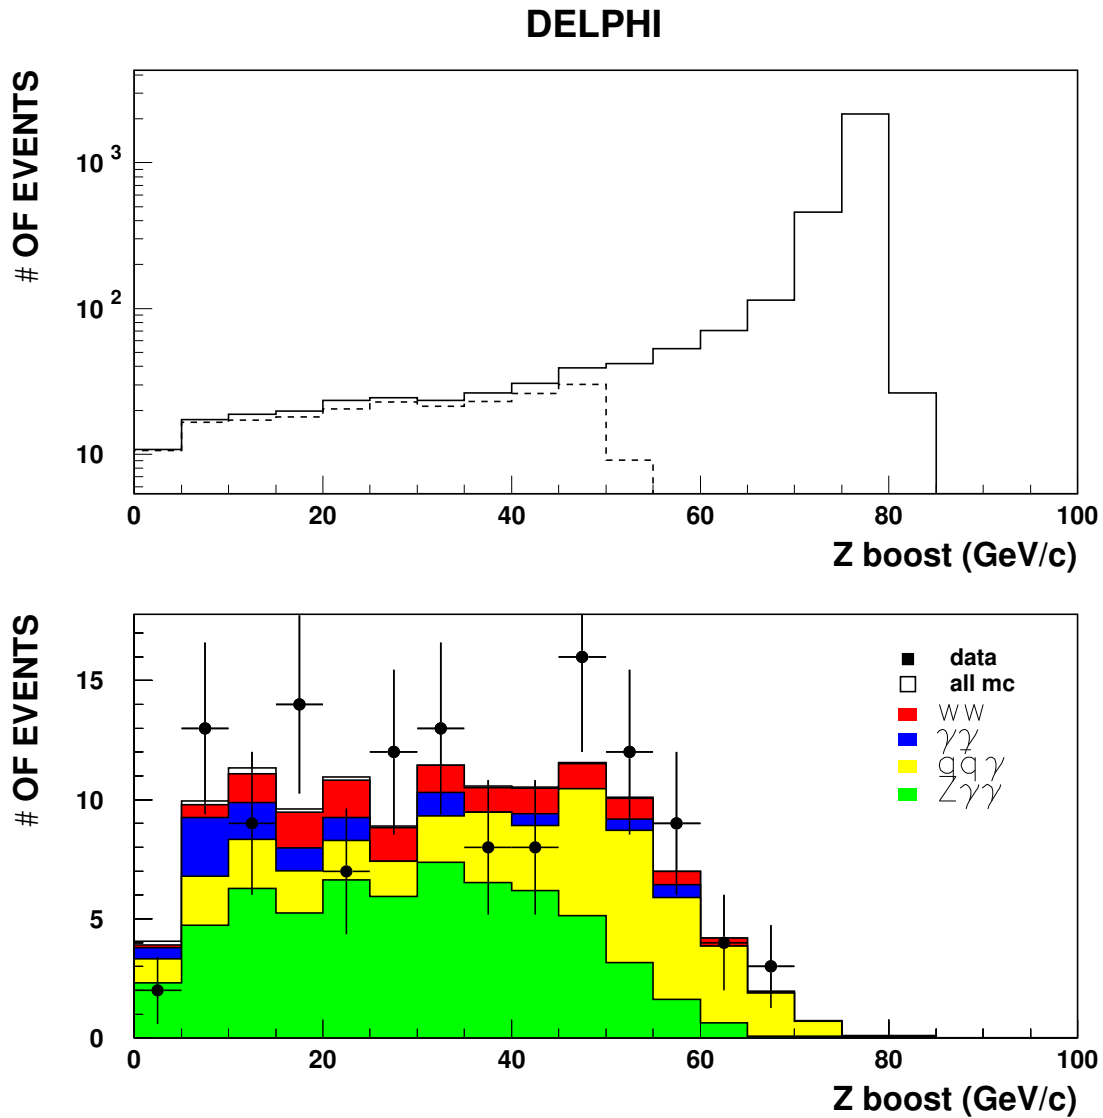 DELPHI
# OF EVENTS
10 3
10 2
10
0 20 40 60 80 100
Z boost (GeV/c)
# OF EVENTS
15
10
5
0
0 20 40 60 80 100
Z boost (GeV/c)
data
all mc
WW
γγ
qqγ
Zγγ